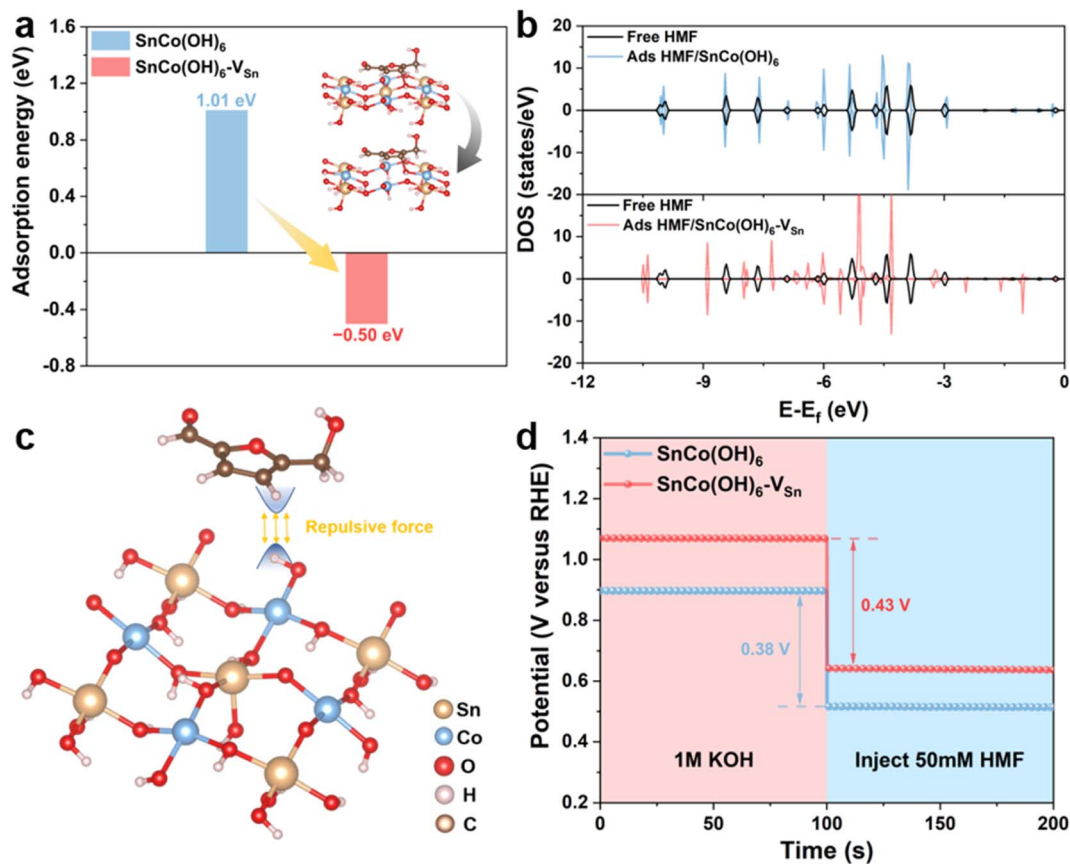 a
Adsorption energy (eV)
1.6
1.2
0.8
0.4
0.0
-0.4
-0.8
SnCo(OH)6
SnCo(OH)6-VSn
1.01 eV
−0.50 eV
b
DOS (states/eV)
20
10
0
-10
20
10
0
-10
-20
Free HMF
Ads HMF/SnCo(OH)6
Free HMF
Ads HMF/SnCo(OH)6-VSn
-12
-9
-6
-3
0
E-Ef (eV)
c
Repulsive force
Sn
Co
O
H
C
d
Potential (V versus RHE)
1.4
1.2
1.0
0.8
0.6
0.4
0.2
SnCo(OH)6
SnCo(OH)6-VSn
0.43 V
0.38 V
1M KOH
Inject 50mM HMF
0
50
100
150
200
Time (s)